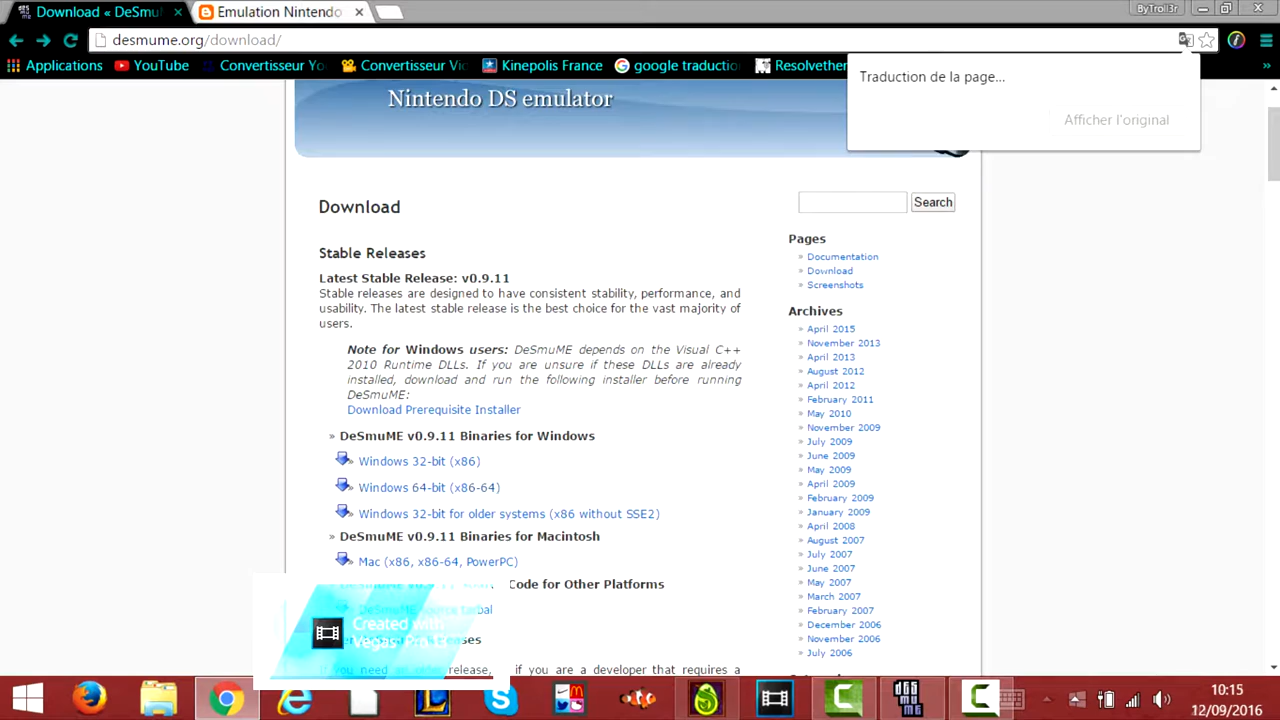 Download « DeSmuM
Emulation Nintendo
ByTroll3r
desmume.org/download/
Applications
YouTube
Convertisseur Yo
Convertisseur Vid
Kinepolis France
google traductio
Resolvether
Traduction de la page...
Afficher l'original
Nintendo DS emulator
Download
Search
Stable Releases
Latest Stable Release: v0.9.11
Stable releases are designed to have consistent stability, performance, and
usability. The latest stable release is the best choice for the vast majority of
users.
Note for Windows users: DeSmuME depends on the Visual C++
2010 Runtime DLLs. If you are unsure if these DLLs are already
installed, download and run the following installer before running
DeSmuME:
Download Prerequisite Installer
» DeSmuME v0.9.11 Binaries for Windows
Windows 32-bit (x86)
Windows 64-bit (x86-64)
Windows 32-bit for older systems (x86 without SSE2)
» DeSmuME v0.9.11 Binaries for Macintosh
Mac (x86, x86-64, PowerPC)
Code for Other Platforms
Created with
Vegas Pro 13
release, if you are a developer that requires a
Pages
» Documentation
» Download
» Screenshots
Archives
» April 2015
» November 2013
» April 2013
» August 2012
» April 2012
» February 2011
» May 2010
» November 2009
» July 2009
» June 2009
» May 2009
» April 2009
» February 2009
» January 2009
» April 2008
» August 2007
» July 2007
» June 2007
» May 2007
» March 2007
» February 2007
» December 2006
» November 2006
» July 2006
10:15
12/09/2016